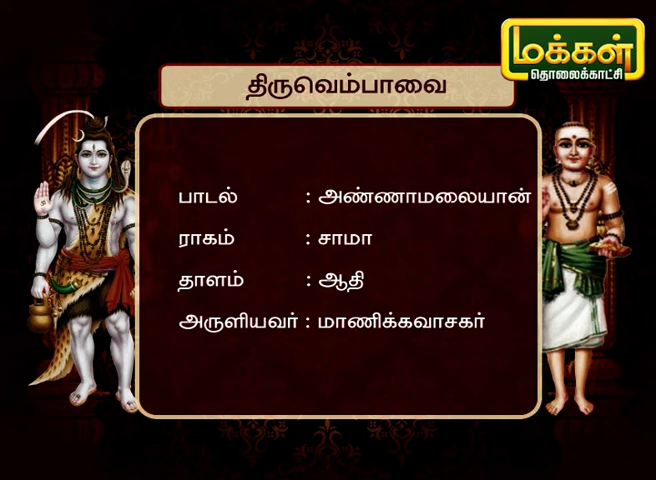 மக்கள்
தொலைக்காட்சி
திருவெம்பாவை
பாடல் : அண்ணாமலையான்
ராகம் : சாமா
தாளம் : ஆதி
அருளியவர் : மாணிக்கவாசகர்